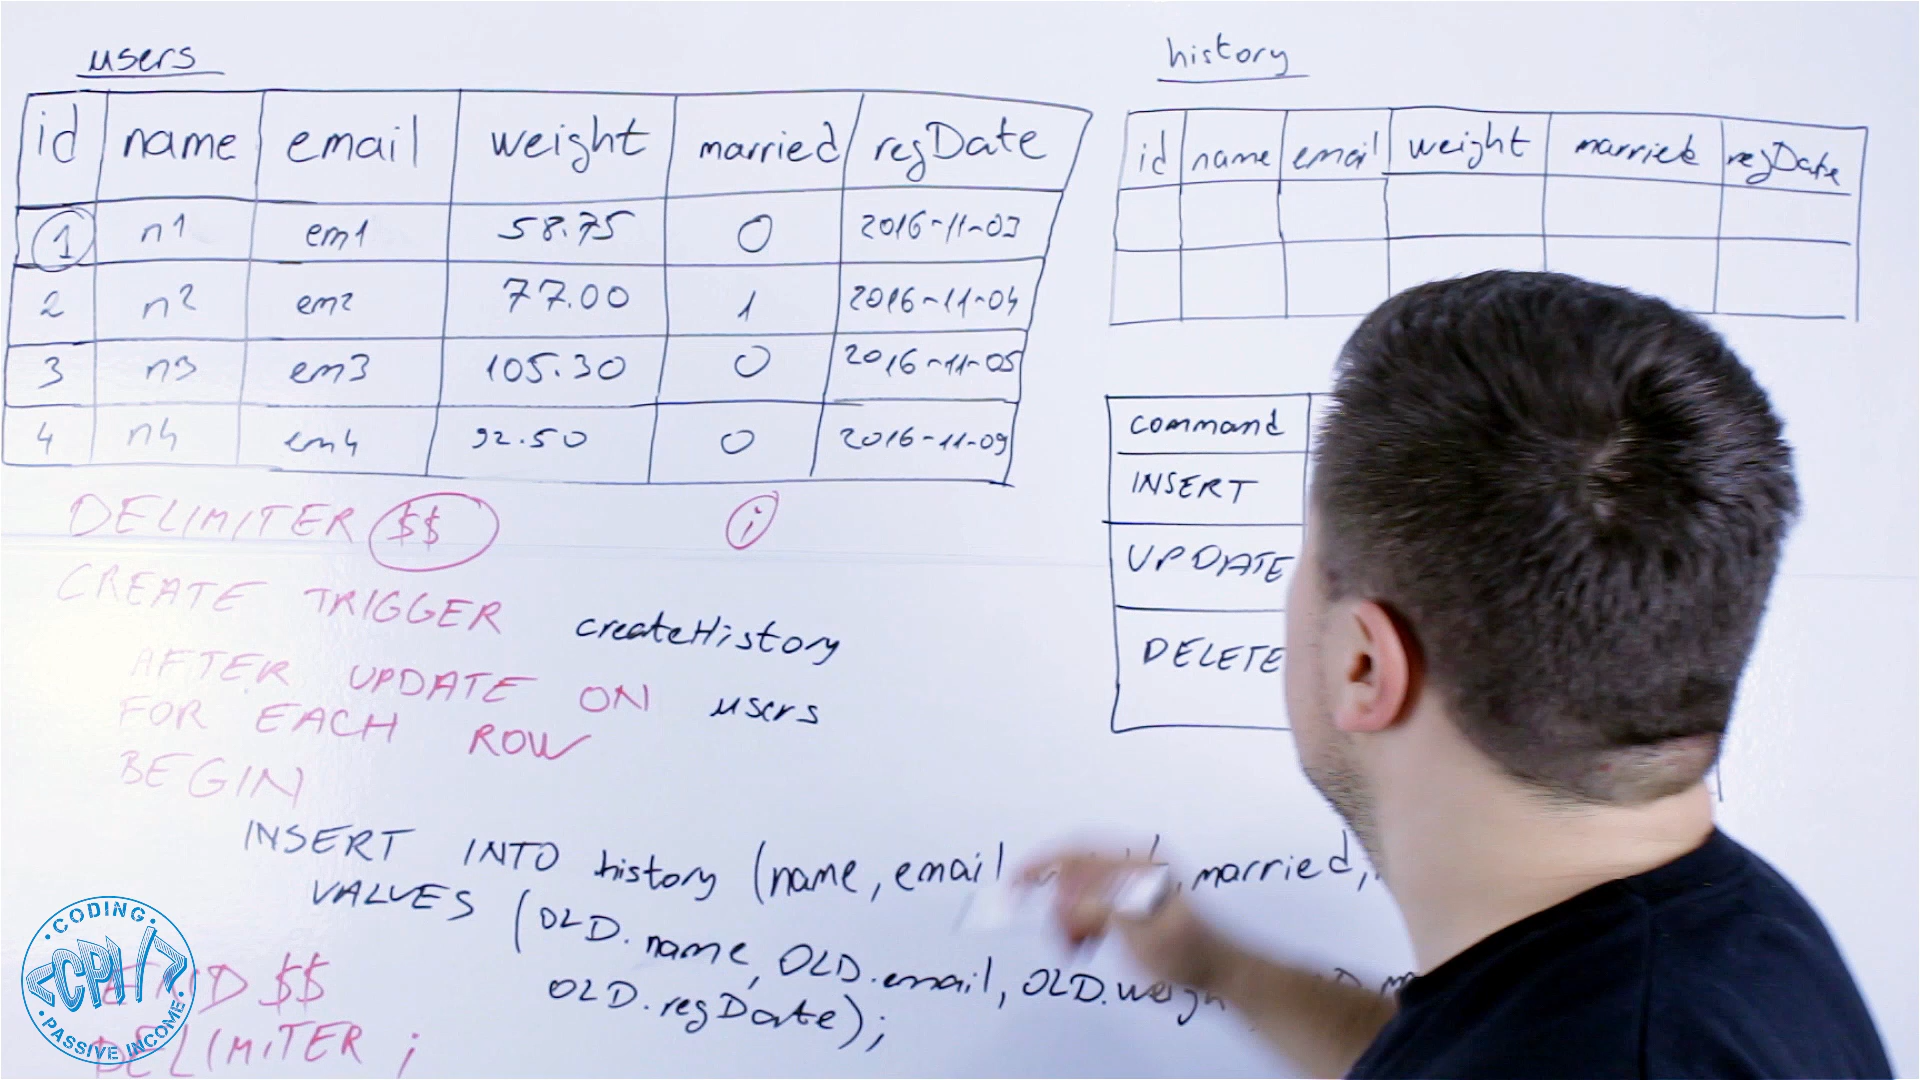 users
id name email weight married regDate
1 n1 em1 58.75 0 2016-11-03
2 n2 em2 77.00 1 2016-11-04
3 n3 em3 105.30 0 2016-11-05
4 n4 em4 92.50 0 2016-11-09
history
id name email weight married regDate
command
INSERT
UPDATE
DELETE
DELIMITER $$ ;
CREATE TRIGGER createHistory
AFTER UPDATE ON users
FOR EACH ROW
BEGIN
INSERT INTO history (name, email , married,
VALUES (OLD.name, OLD.email, OLD.weigh
OLD.regDate);
END $$
DELIMITER ;
CODING
<CPI/>
PASSIVE INCOME